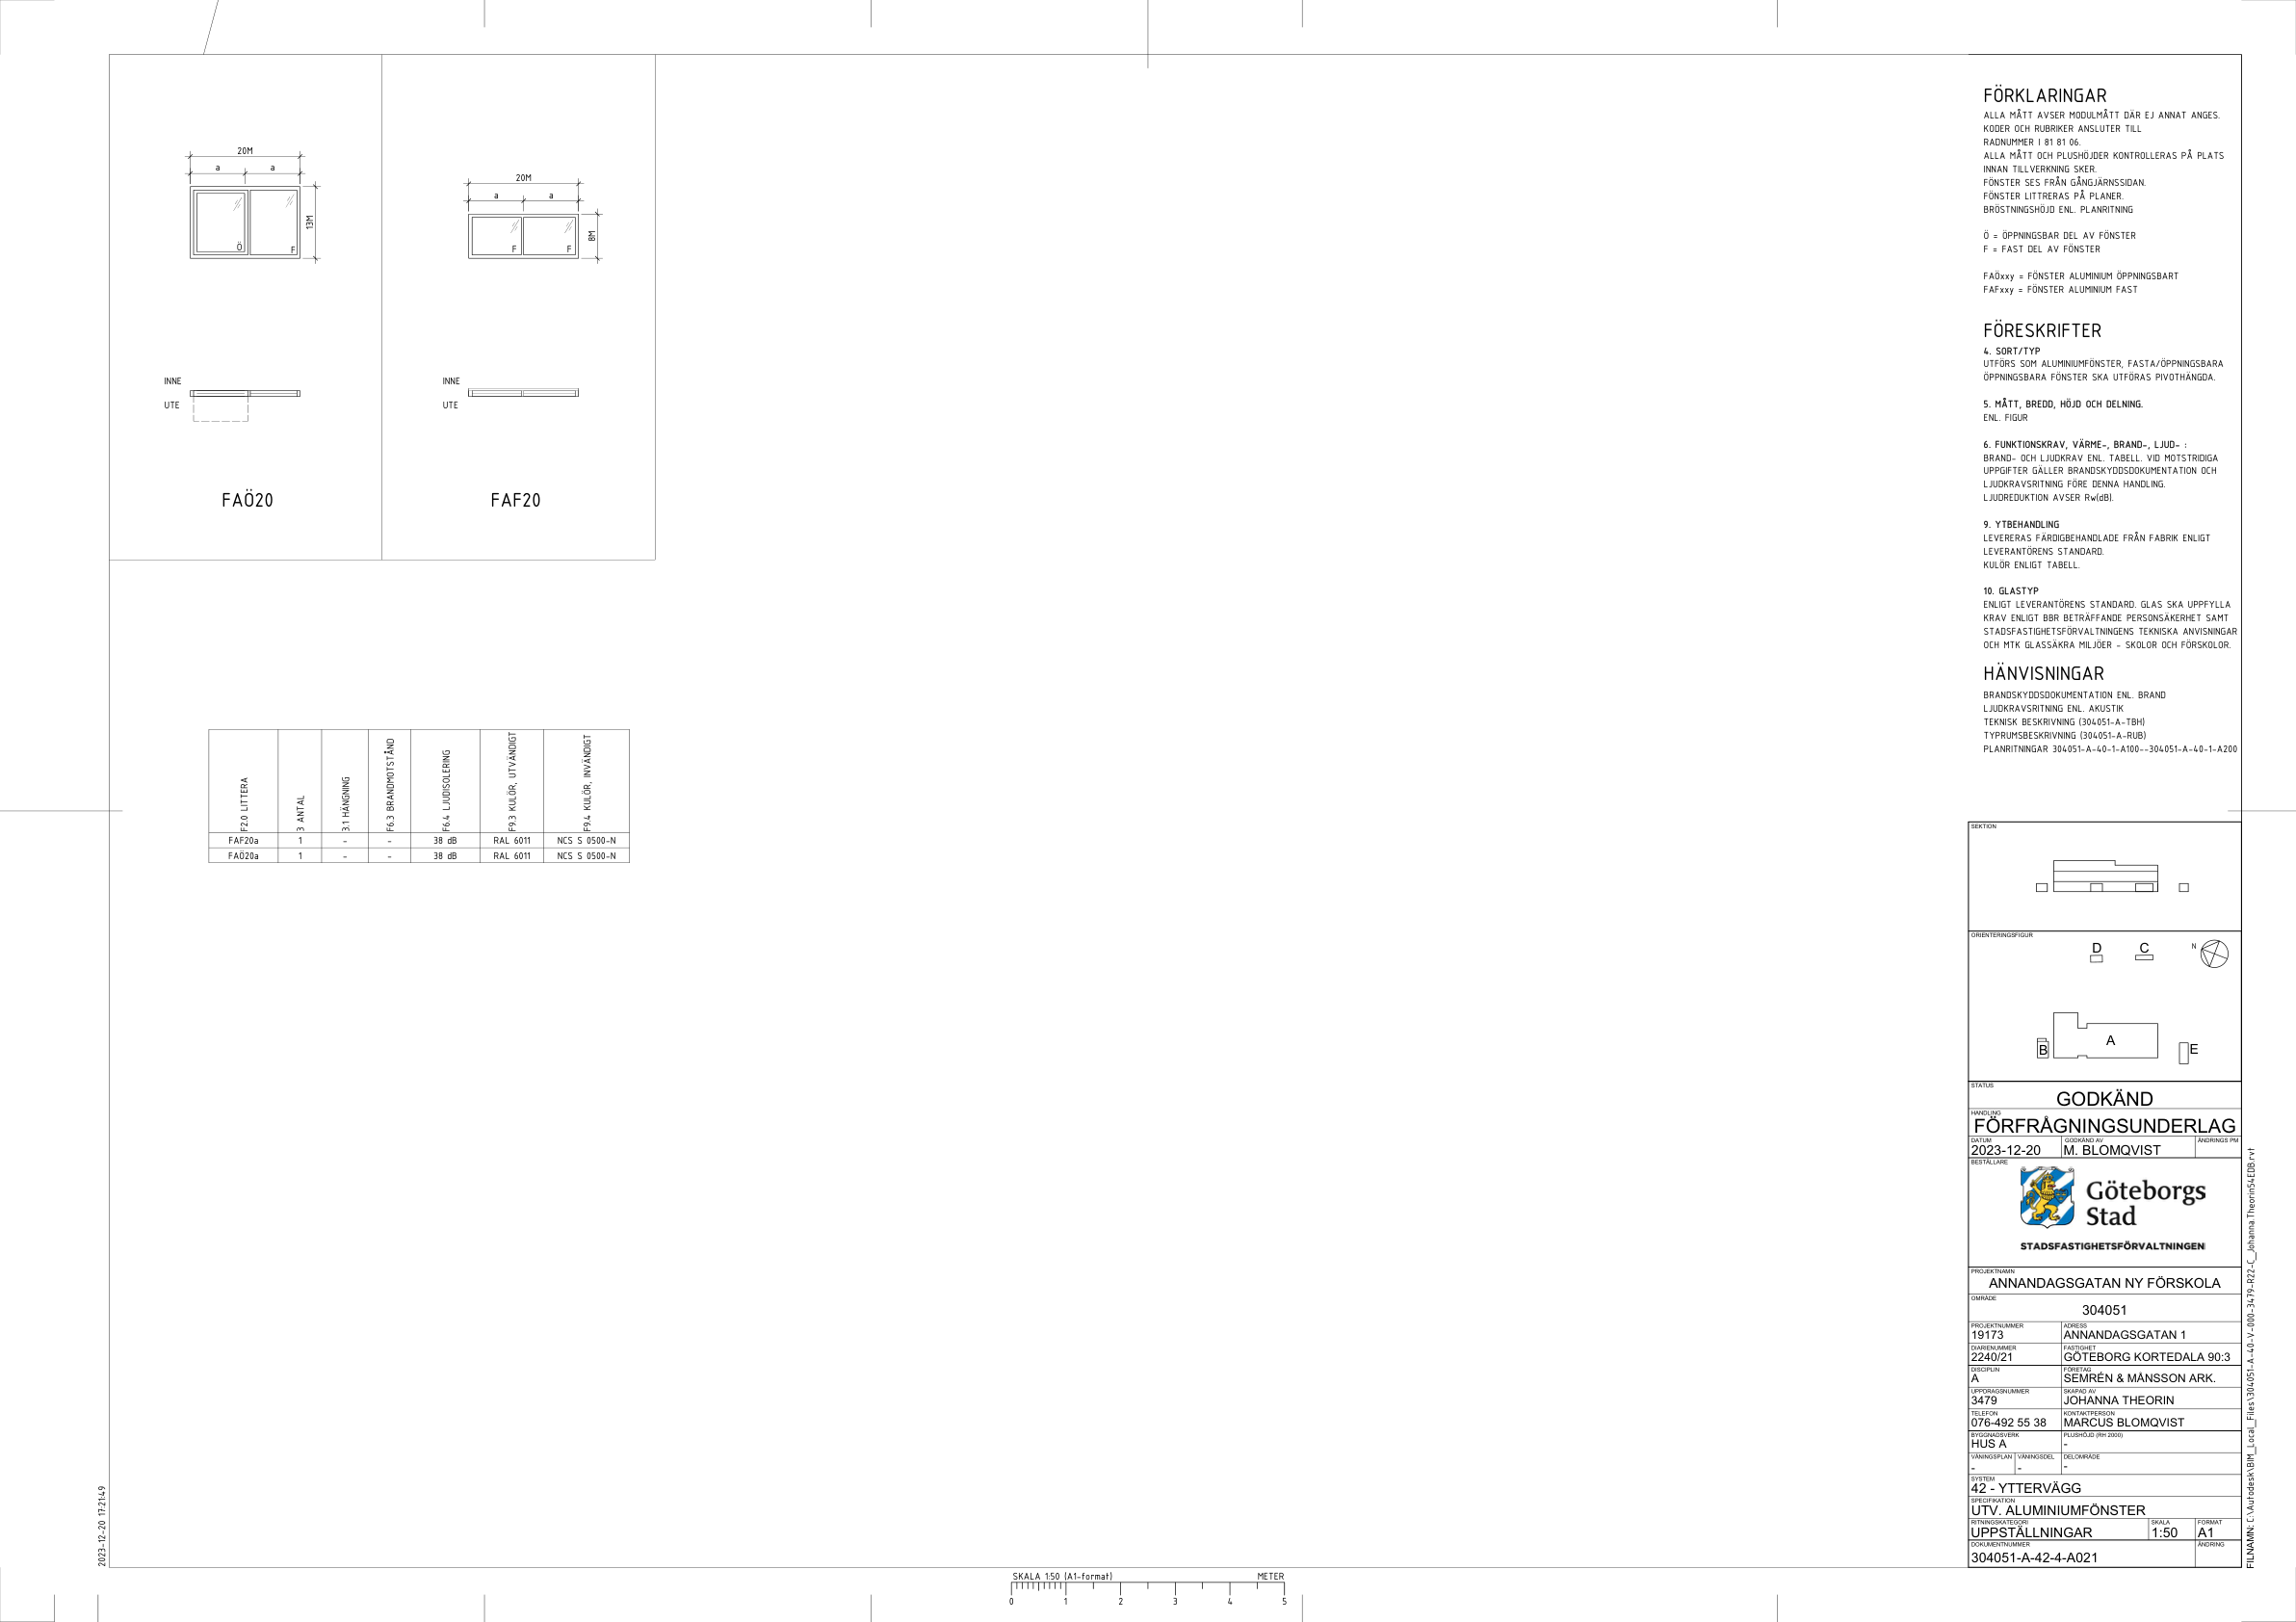 20M
a a
13M
Ö F
INNE
UTE
FAÖ20
20M
a a
8M
F F
INNE
UTE
FAF20
F2.0 LITTERA
3 ANTAL
3.1 HÄNGNING
F6.3 BRANDMOTSTÅND
F6.4 LJUDISOLERING
F9.3 KULÖR, UTVÄNDIGT
F9.4 KULÖR, INVÄNDIGT
FAF20a 1 - - 38 dB RAL 6011 NCS S 0500-N
FAÖ20a 1 - - 38 dB RAL 6011 NCS S 0500-N
FÖRKLARINGAR
ALLA MÅTT AVSER MODULMÅTT DÄR EJ ANNAT ANGES.
KODER OCH RUBRIKER ANSLUTER TILL
RADNUMMER I 81 81 06.
ALLA MÅTT OCH PLUSHÖJDER KONTROLLERAS PÅ PLATS
INNAN TILLVERKNING SKER.
FÖNSTER SES FRÅN GÅNGJÄRNSSIDAN.
FÖNSTER LITTRERAS PÅ PLANER.
BRÖSTNINGSHÖJD ENL. PLANRITNING
Ö = ÖPPNINGSBAR DEL AV FÖNSTER
F = FAST DEL AV FÖNSTER
FAÖxxy = FÖNSTER ALUMINIUM ÖPPNINGSBART
FAFxxy = FÖNSTER ALUMINIUM FAST
FÖRESKRIFTER
4. SORT/TYP
UTFÖRS SOM ALUMINIUMFÖNSTER, FASTA/ÖPPNINGSBARA
ÖPPNINGSBARA FÖNSTER SKA UTFÖRAS PIVOTHÄNGDA.
5. MÅTT, BREDD, HÖJD OCH DELNING.
ENL. FIGUR
6. FUNKTIONSKRAV, VÄRME-, BRAND-, LJUD- :
BRAND- OCH LJUDKRAV ENL. TABELL. VID MOTSTRIDIGA
UPPGIFTER GÄLLER BRANDSKYDDSDOKUMENTATION OCH
LJUDKRAVSRITNING FÖRE DENNA HANDLING.
LJUDREDUKTION AVSER Rw(dB).
9. YTBEHANDLING
LEVERERAS FÄRDIGBEHANDLADE FRÅN FABRIK ENLIGT
LEVERANTÖRENS STANDARD.
KULÖR ENLIGT TABELL.
10. GLASTYP
ENLIGT LEVERANTÖRENS STANDARD. GLAS SKA UPPFYLLA
KRAV ENLIGT BBR BETRÄFFANDE PERSONSÄKERHET SAMT
STADSFASTIGHETSFÖRVALTNINGENS TEKNISKA ANVISNINGAR
OCH MTK GLASSÄKRA MILJÖER - SKOLOR OCH FÖRSKOLOR.
HÄNVISNINGAR
BRANDSKYDDSDOKUMENTATION ENL. BRAND
LJUDKRAVSRITNING ENL. AKUSTIK
TEKNISK BESKRIVNING (304051-A-TBH)
TYPRUMSBESKRIVNING (304051-A-RUB)
PLANRITNINGAR 304051-A-40-1-A100--304051-A-40-1-A200
SEKTION
ORIENTERINGSFIGUR
D C N
A
B E
STATUS
GODKÄND
HANDLING
FÖRFRÅGNINGSUNDERLAG
DATUM GODKÄND AV ÄNDRINGS PM
2023-12-20 M. BLOMQVIST
BESTÄLLARE
Göteborgs
Stad
STADSFASTIGHETSFÖRVALTNINGEN
PROJEKTNAMN
ANNANDAGSGATAN NY FÖRSKOLA
OMRÅDE
304051
PROJEKTNUMMER ADRESS
19173 ANNANDAGSGATAN 1
DIARIENUMMER FASTIGHET
2240/21 GÖTEBORG KORTEDALA 90:3
DISCIPLIN FÖRETAG
A SEMRÉN & MÅNSSON ARK.
UPPDRAGSNUMMER SKAPAD AV
3479 JOHANNA THEORIN
TELEFON KONTAKTPERSON
076-492 55 38 MARCUS BLOMQVIST
BYGGNADSVERK PLUSHÖJD (RH 2000)
HUS A -
VÅNINGSPLAN VÅNINGSDEL DELOMRÅDE
- - -
SYSTEM
42 - YTTERVÄGG
SPECIFIKATION
UTV. ALUMINIUMFÖNSTER
RITNINGSKATEGORI SKALA FORMAT
UPPSTÄLLNINGAR 1:50 A1
DOKUMENTNUMMER ÄNDRING
304051-A-42-4-A021
FILNAMN: C:\Autodesk\BIM_Local_Files\304051-A-40-V-000-3479-R22-C_Johanna.Theorin54EDB.rvt
2023-12-20 17:21:49
SKALA 1:50 (A1-format) METER
0 1 2 3 4 5